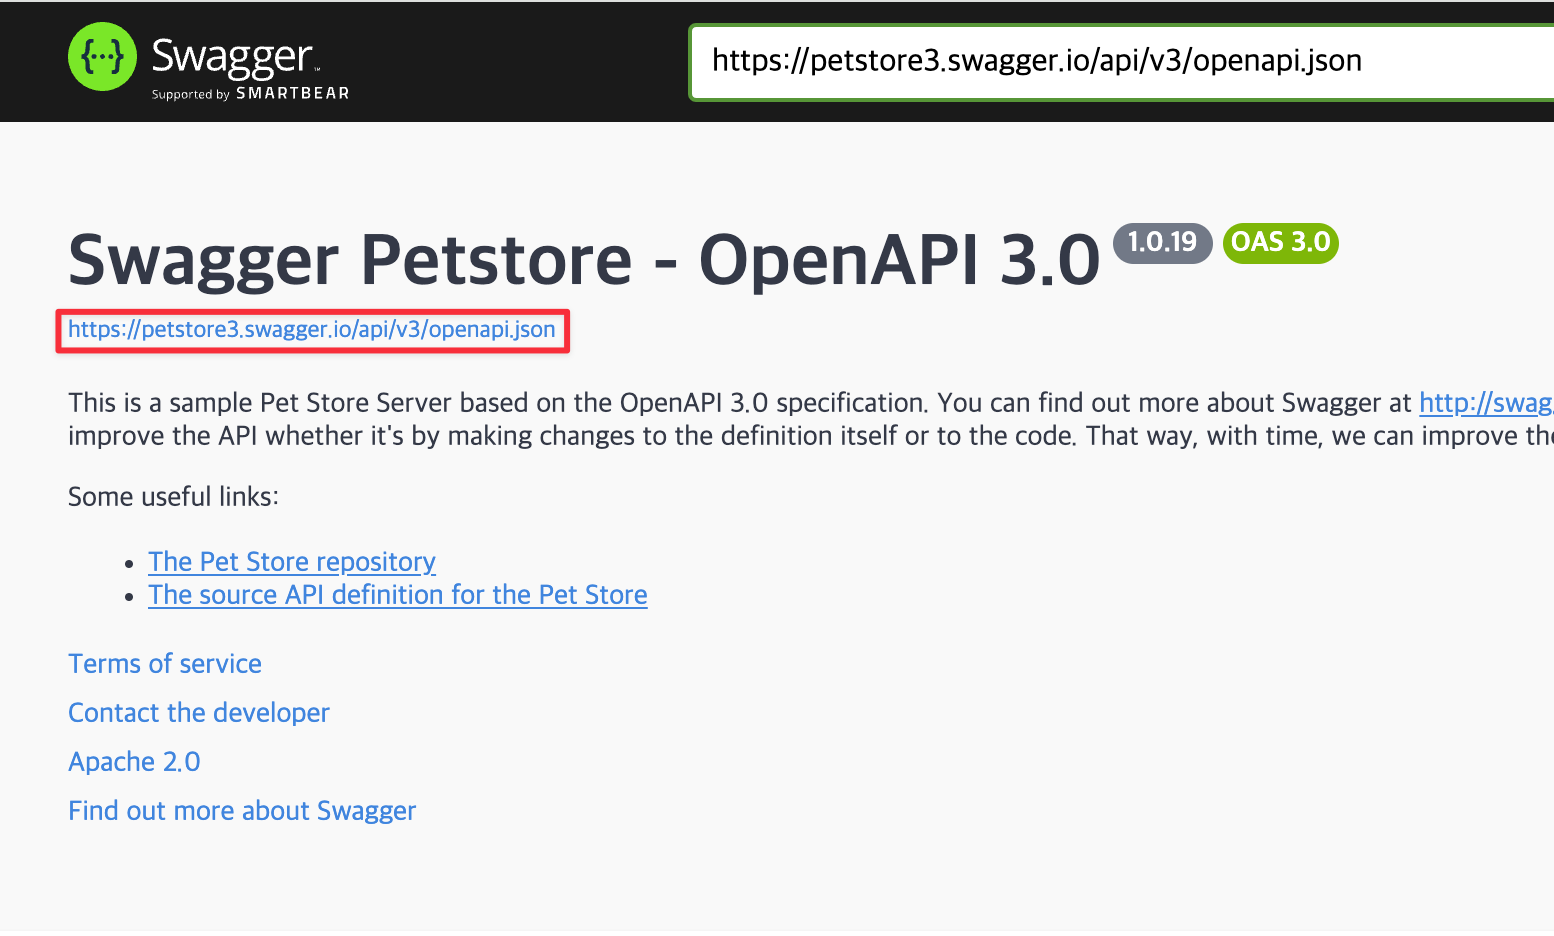 {···} Swagger™
Supported by SMARTBEAR
https://petstore3.swagger.io/api/v3/openapi.json
Swagger Petstore - OpenAPI 3.0 1.0.19 OAS 3.0
https://petstore3.swagger.io/api/v3/openapi.json
This is a sample Pet Store Server based on the OpenAPI 3.0 specification. You can find out more about Swagger at http://swag
improve the API whether it's by making changes to the definition itself or to the code. That way, with time, we can improve the
Some useful links:
• The Pet Store repository
• The source API definition for the Pet Store
Terms of service
Contact the developer
Apache 2.0
Find out more about Swagger